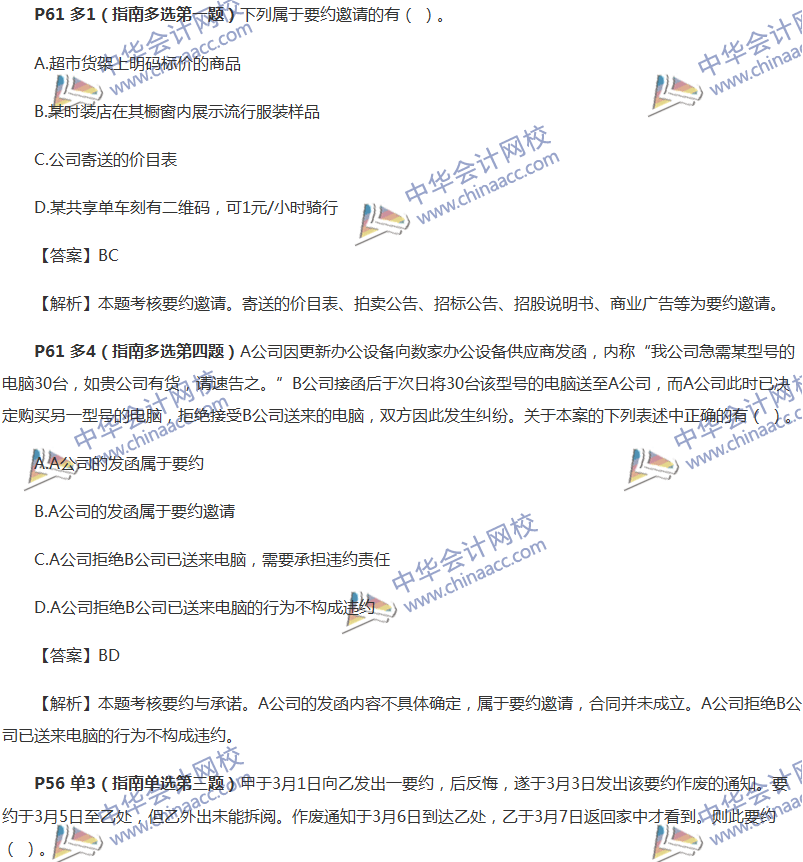 P61 多1（指南多选第一题）下列属于要约邀请的有（ ）。
A.超市货架上明码标价的商品
B.某时装店在其橱窗内展示流行服装样品
C.公司寄送的价目表
D.某共享单车刻有二维码，可1元/小时骑行
【答案】BC
【解析】本题考核要约邀请。寄送的价目表、拍卖公告、招标公告、招股说明书、商业广告等为要约邀请。
P61 多4（指南多选第四题）A公司因更新办公设备向数家办公设备供应商发函，内称“我公司急需某型号的
电脑30台，如贵公司有货，请速告之。”B公司接函后于次日将30台该型号的电脑送至A公司，而A公司此时已决
定购买另一型号的电脑，拒绝接受B公司送来的电脑，双方因此发生纠纷。关于本案的下列表述中正确的有（ ）。
A.A公司的发函属于要约
B.A公司的发函属于要约邀请
C.A公司拒绝B公司已送来电脑，需要承担违约责任
D.A公司拒绝B公司已送来电脑的行为不构成违约
【答案】BD
【解析】本题考核要约与承诺。A公司的发函内容不具体确定，属于要约邀请，合同并未成立。A公司拒绝B公
司已送来电脑的行为不构成违约。
P56 单3（指南单选第三题）甲于3月1日向乙发出一要约，后反悔，遂于3月3日发出该要约作废的通知。要
约于3月5日至乙处，但乙外出未能拆阅。作废通知于3月6日到达乙处，乙于3月7日返回家中才看到。则此要约
（ ）。
中华会计网校
www.chinaacc.com